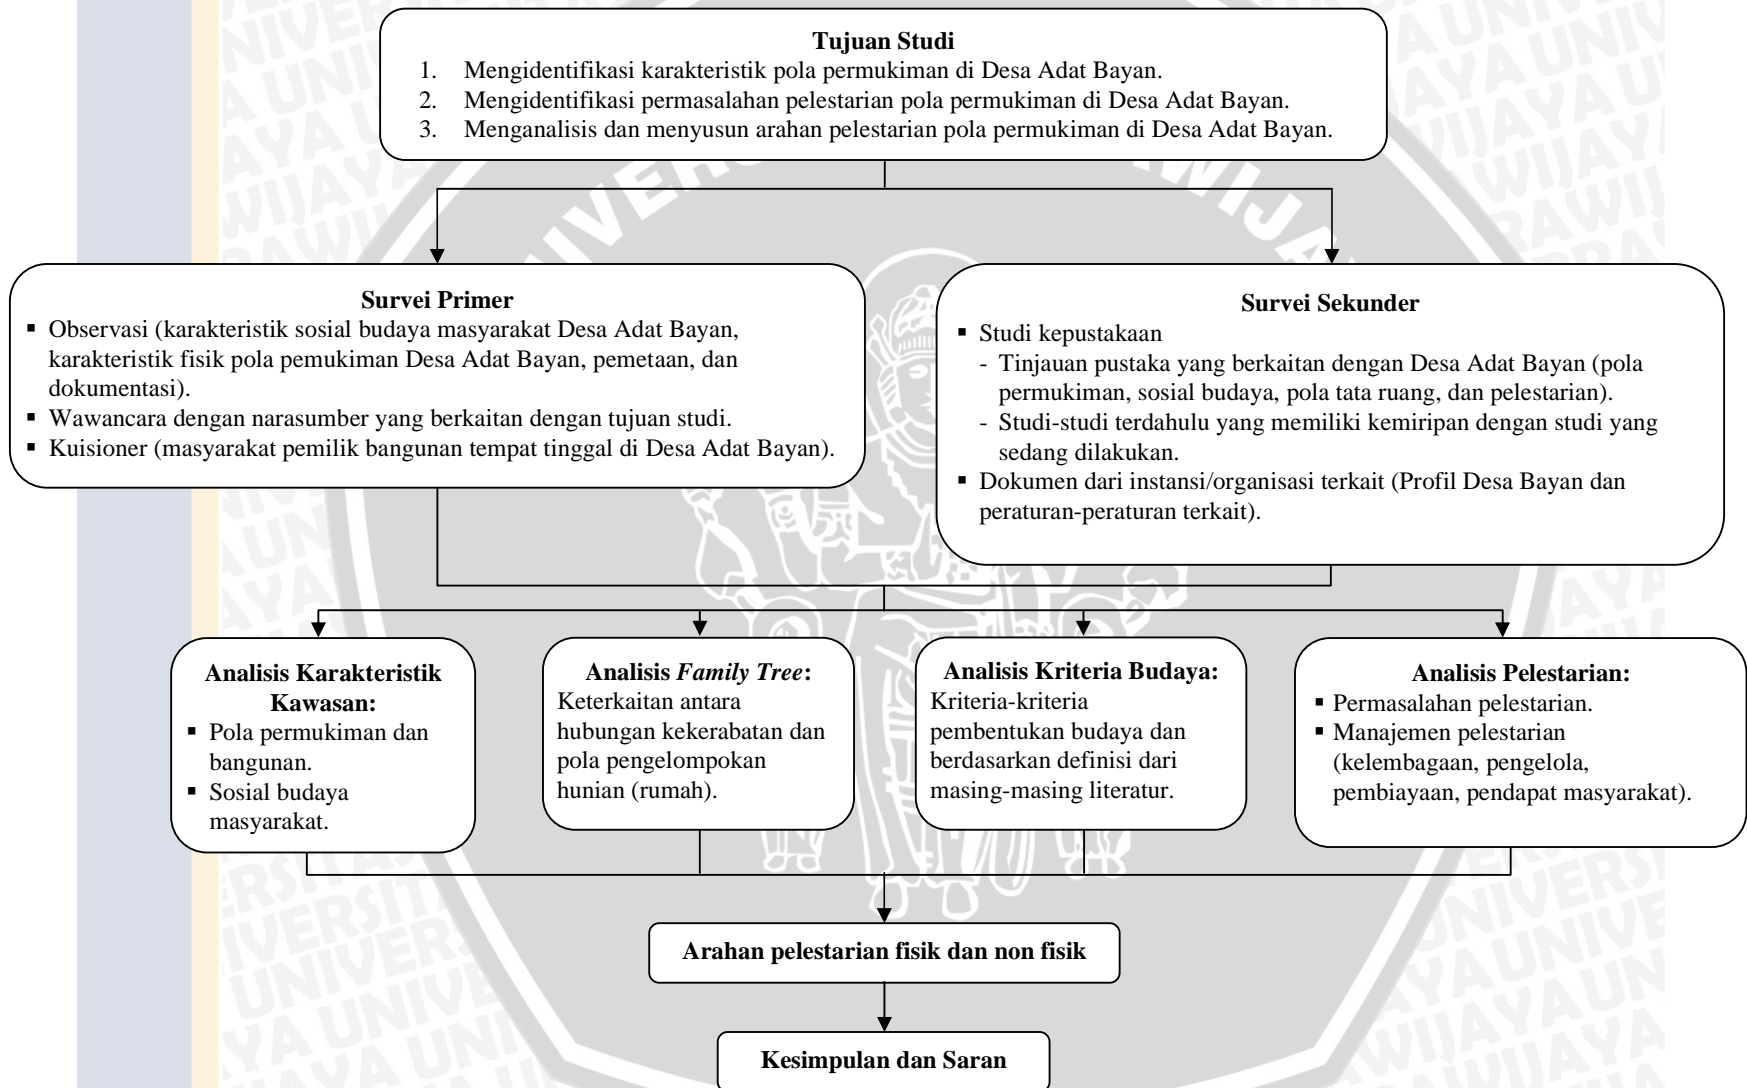 Tujuan Studi
1. Mengidentifikasi karakteristik pola permukiman di Desa Adat Bayan.
2. Mengidentifikasi permasalahan pelestarian pola permukiman di Desa Adat Bayan.
3. Menganalisis dan menyusun arahan pelestarian pola permukiman di Desa Adat Bayan.
Survei Primer
▪ Observasi (karakteristik sosial budaya masyarakat Desa Adat Bayan,
karakteristik fisik pola pemukiman Desa Adat Bayan, pemetaan, dan
dokumentasi).
▪ Wawancara dengan narasumber yang berkaitan dengan tujuan studi.
▪ Kuisioner (masyarakat pemilik bangunan tempat tinggal di Desa Adat Bayan).
Survei Sekunder
▪ Studi kepustakaan
- Tinjauan pustaka yang berkaitan dengan Desa Adat Bayan (pola
permukiman, sosial budaya, pola tata ruang, dan pelestarian).
- Studi-studi terdahulu yang memiliki kemiripan dengan studi yang
sedang dilakukan.
▪ Dokumen dari instansi/organisasi terkait (Profil Desa Bayan dan
peraturan-peraturan terkait).
Analisis Karakteristik
Kawasan:
▪ Pola permukiman dan
bangunan.
▪ Sosial budaya
masyarakat.
Analisis Family Tree:
Keterkaitan antara
hubungan kekerabatan dan
pola pengelompokan
hunian (rumah).
Analisis Kriteria Budaya:
Kriteria-kriteria
pembentukan budaya dan
berdasarkan definisi dari
masing-masing literatur.
Analisis Pelestarian:
▪ Permasalahan pelestarian.
▪ Manajemen pelestarian
(kelembagaan, pengelola,
pembiayaan, pendapat masyarakat).
Arahan pelestarian fisik dan non fisik
Kesimpulan dan Saran